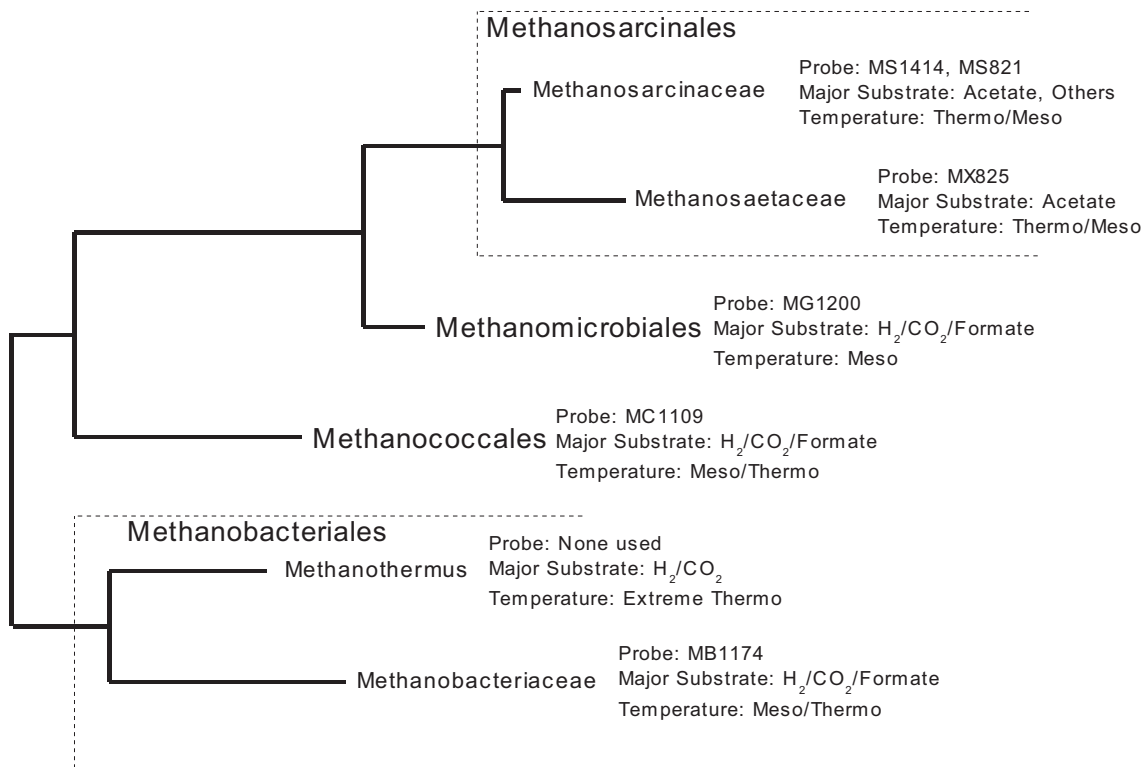 Methanosarcinales
Methanosarcinaceae
Probe: MS1414, MS821
Major Substrate: Acetate, Others
Temperature: Thermo/Meso
Methanosaetaceae
Probe: MX825
Major Substrate: Acetate
Temperature: Thermo/Meso
Methanomicrobiales
Probe: MG1200
Major Substrate: H₂/CO₂/Formate
Temperature: Meso
Methanococcales
Probe: MC1109
Major Substrate: H₂/CO₂/Formate
Temperature: Meso/Thermo
Methanobacteriales
Methanothermus
Probe: None used
Major Substrate: H₂/CO₂
Temperature: Extreme Thermo
Methanobacteriaceae
Probe: MB1174
Major Substrate: H₂/CO₂/Formate
Temperature: Meso/Thermo